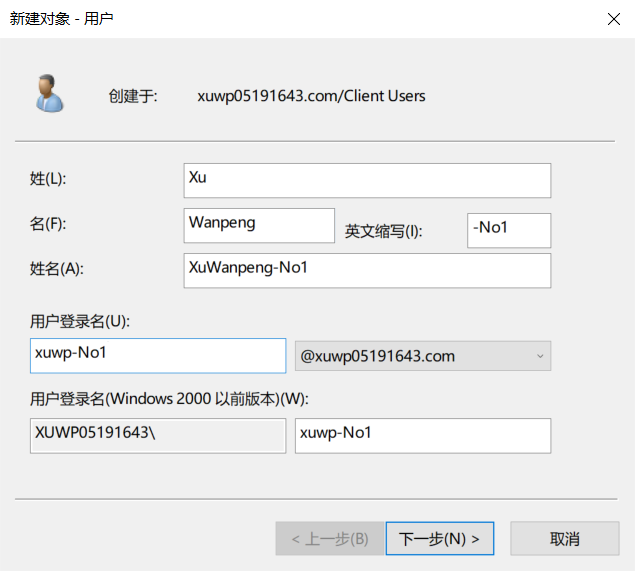 新建对象 - 用户
创建于: xuwp05191643.com/Client Users
姓(L): Xu
名(F): Wanpeng 英文缩写(I): -No1
姓名(A): XuWanpeng-No1
用户登录名(U):
xuwp-No1 @xuwp05191643.com
用户登录名(Windows 2000 以前版本)(W):
XUWP05191643\ xuwp-No1
< 上一步(B) 下一步(N) > 取消